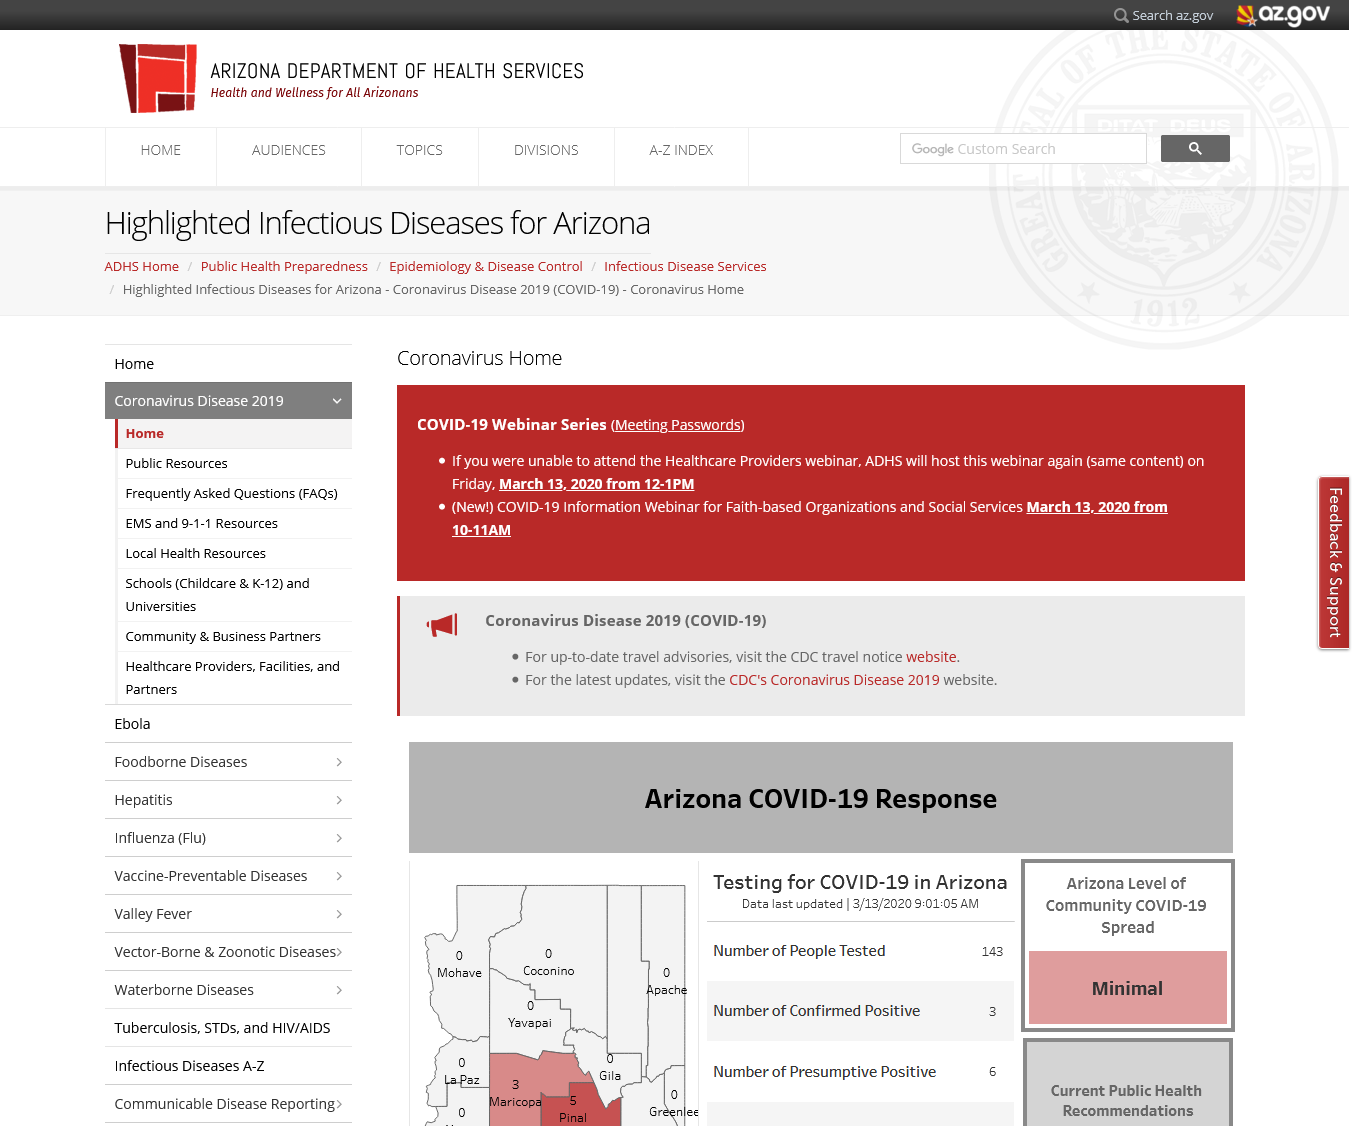 Search az.gov
az.gov
ARIZONA DEPARTMENT OF HEALTH SERVICES
Health and Wellness for All Arizonans
GREAT SEAL OF THE STATE OF ARIZONA
DITAT DEUS
1912
HOME
AUDIENCES
TOPICS
DIVISIONS
A-Z INDEX
Google Custom Search
Highlighted Infectious Diseases for Arizona
ADHS Home / Public Health Preparedness / Epidemiology & Disease Control / Infectious Disease Services
/ Highlighted Infectious Diseases for Arizona - Coronavirus Disease 2019 (COVID-19) - Coronavirus Home
Home
Coronavirus Disease 2019
Home
Public Resources
Frequently Asked Questions (FAQs)
EMS and 9-1-1 Resources
Local Health Resources
Schools (Childcare & K-12) and
Universities
Community & Business Partners
Healthcare Providers, Facilities, and
Partners
Ebola
Foodborne Diseases
Hepatitis
Influenza (Flu)
Vaccine-Preventable Diseases
Valley Fever
Vector-Borne & Zoonotic Diseases
Waterborne Diseases
Tuberculosis, STDs, and HIV/AIDS
Infectious Diseases A-Z
Communicable Disease Reporting
Coronavirus Home
COVID-19 Webinar Series (Meeting Passwords)
• If you were unable to attend the Healthcare Providers webinar, ADHS will host this webinar again (same content) on
Friday, March 13, 2020 from 12-1PM
• (New!) COVID-19 Information Webinar for Faith-based Organizations and Social Services March 13, 2020 from
10-11AM
Coronavirus Disease 2019 (COVID-19)
• For up-to-date travel advisories, visit the CDC travel notice website.
• For the latest updates, visit the CDC's Coronavirus Disease 2019 website.
Feedback & Support
Arizona COVID-19 Response
0
Mohave
0
Coconino
0
Apache
0
Yavapai
0
La Paz
0
Gila
3
Maricopa
5
Pinal
0
Greenlee
0
Testing for COVID-19 in Arizona
Data last updated | 3/13/2020 9:01:05 AM
Number of People Tested 143
Number of Confirmed Positive 3
Number of Presumptive Positive 6
Arizona Level of
Community COVID-19
Spread
Minimal
Current Public Health
Recommendations